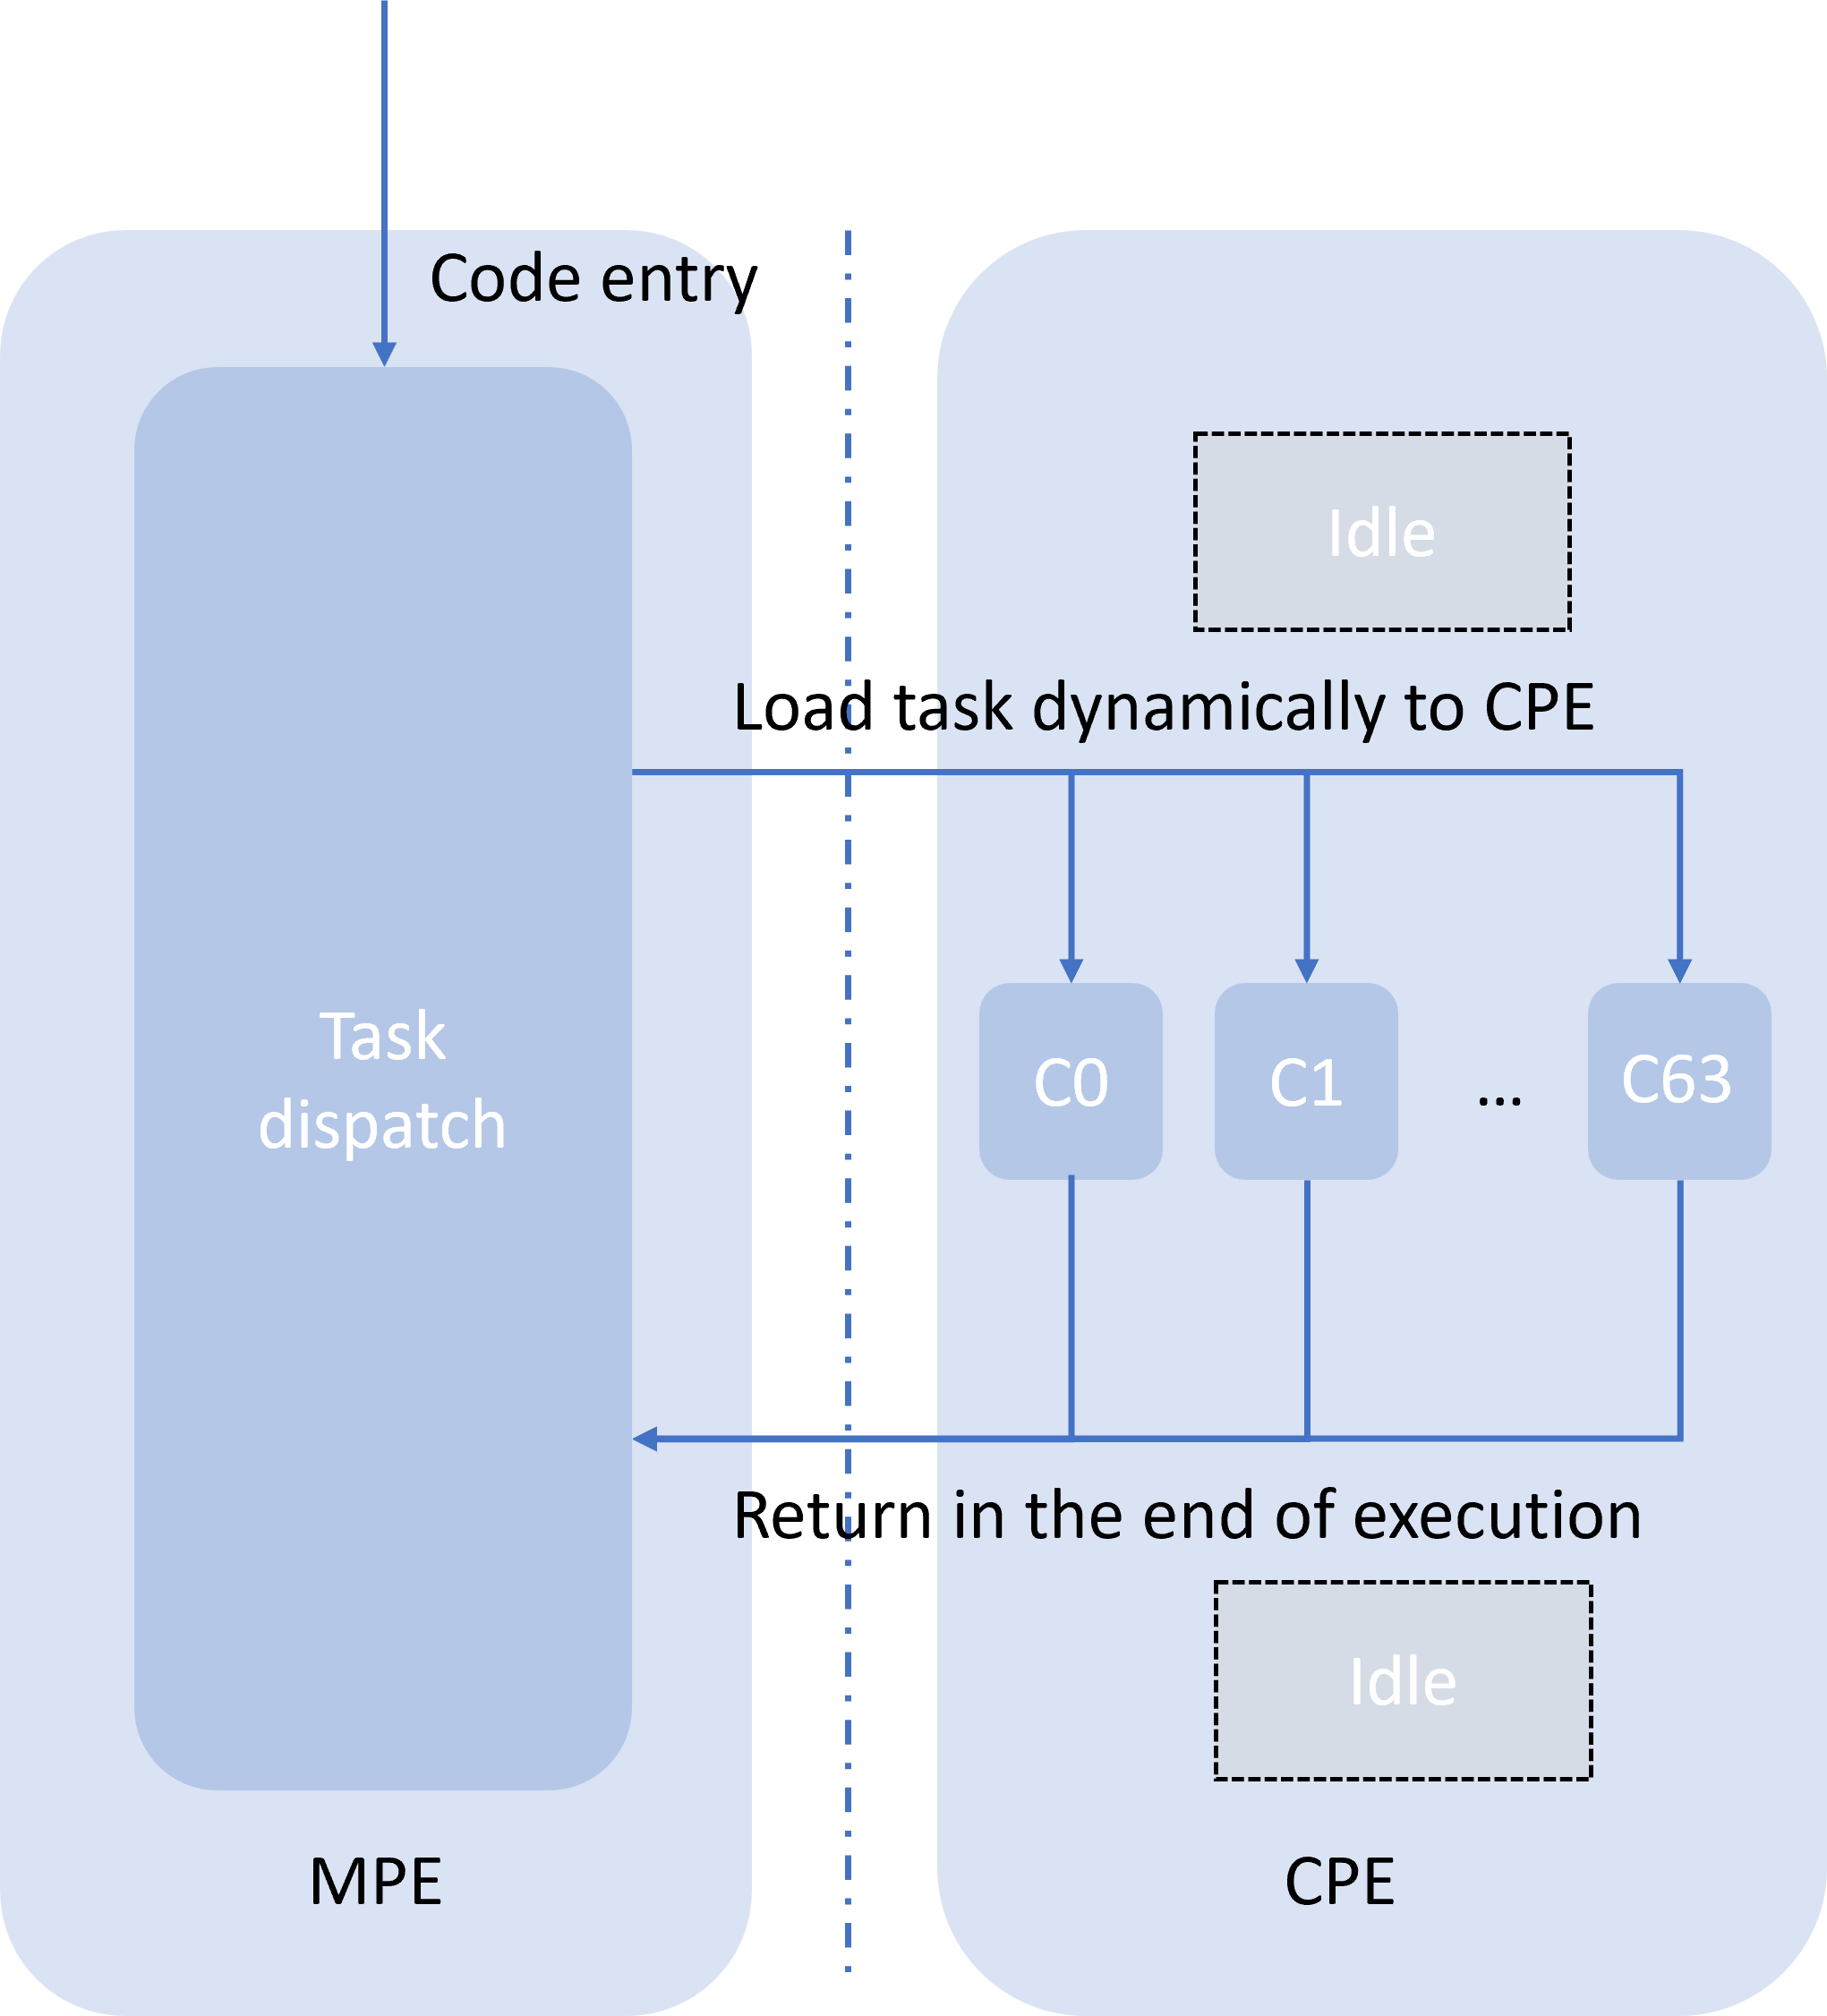 Code entry
Idle
Load task dynamically to CPE
Task
dispatch
C0
C1
...
C63
Return in the end of execution
Idle
MPE
CPE